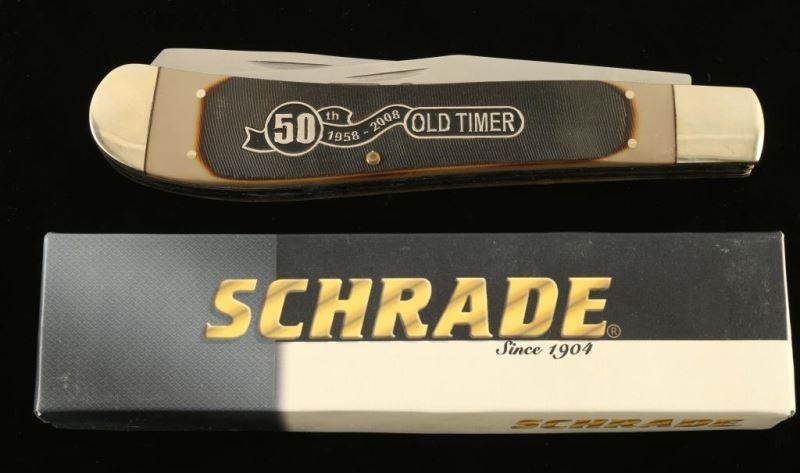 50th
1958 - 2008
OLD TIMER
SCHRADE®
Since 1904
SCHRADE